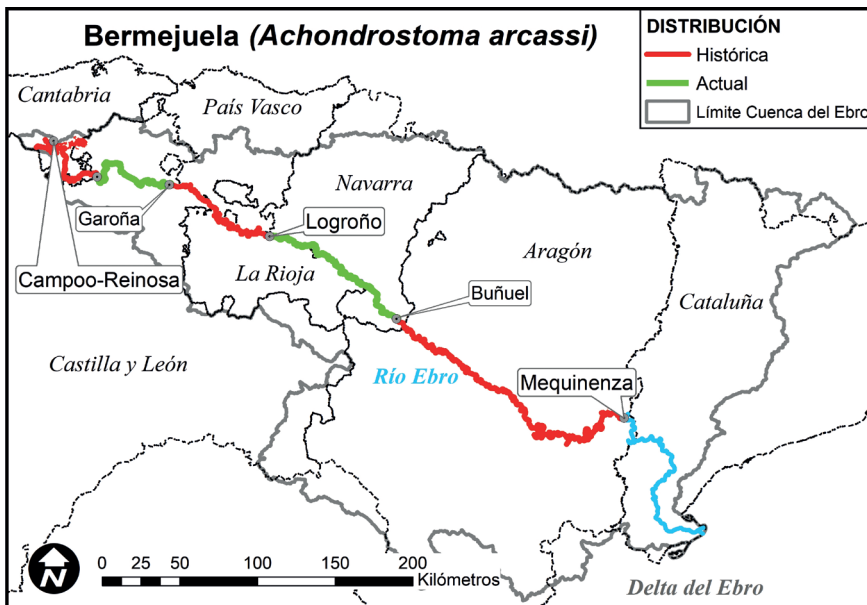 Bermejuela (Achondrostoma arcassi)
DISTRIBUCIÓN
Histórica
Actual
Límite Cuenca del Ebro
Cantabria
País Vasco
Navarra
Garoña
Logroño
Campoo-Reinosa
La Rioja
Aragón
Buñuel
Cataluña
Castilla y León
Río Ebro
Mequinenza
N
0 25 50 100 150 200
Kilómetros
Delta del Ebro